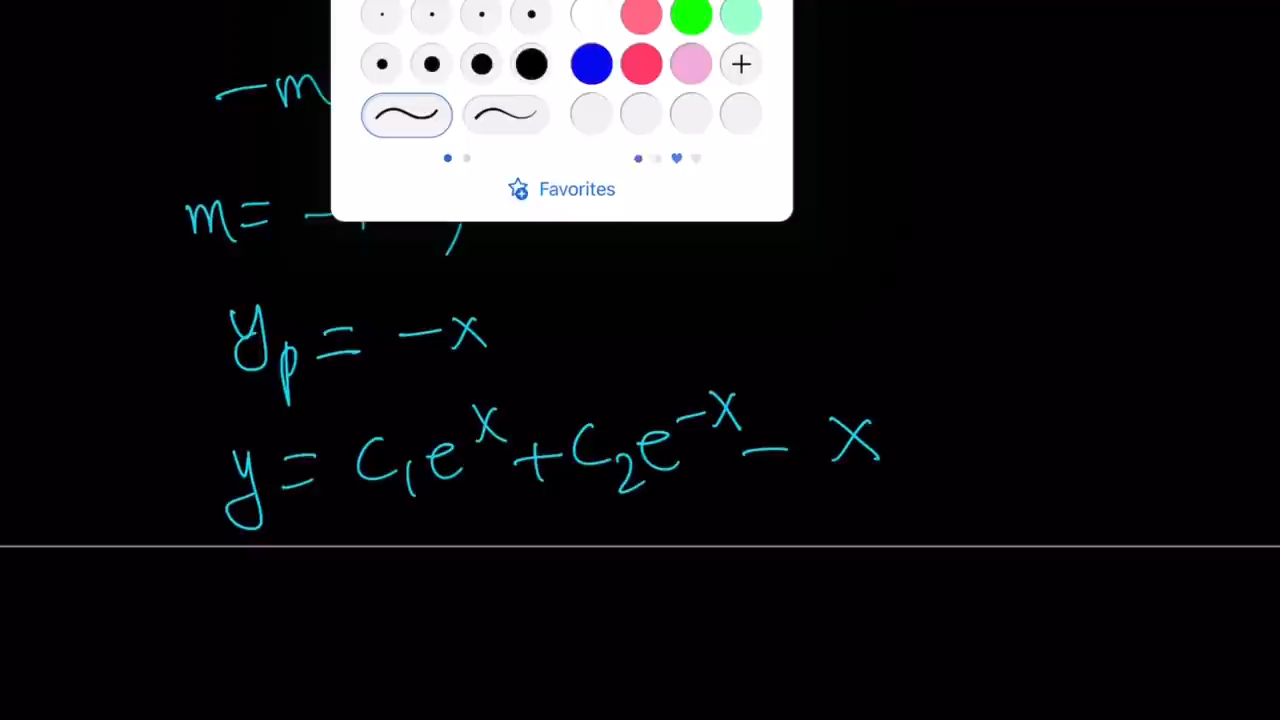 -m
Favorites
m= -
y_p = -x
y = C_1e^x + C_2e^{-x} - x